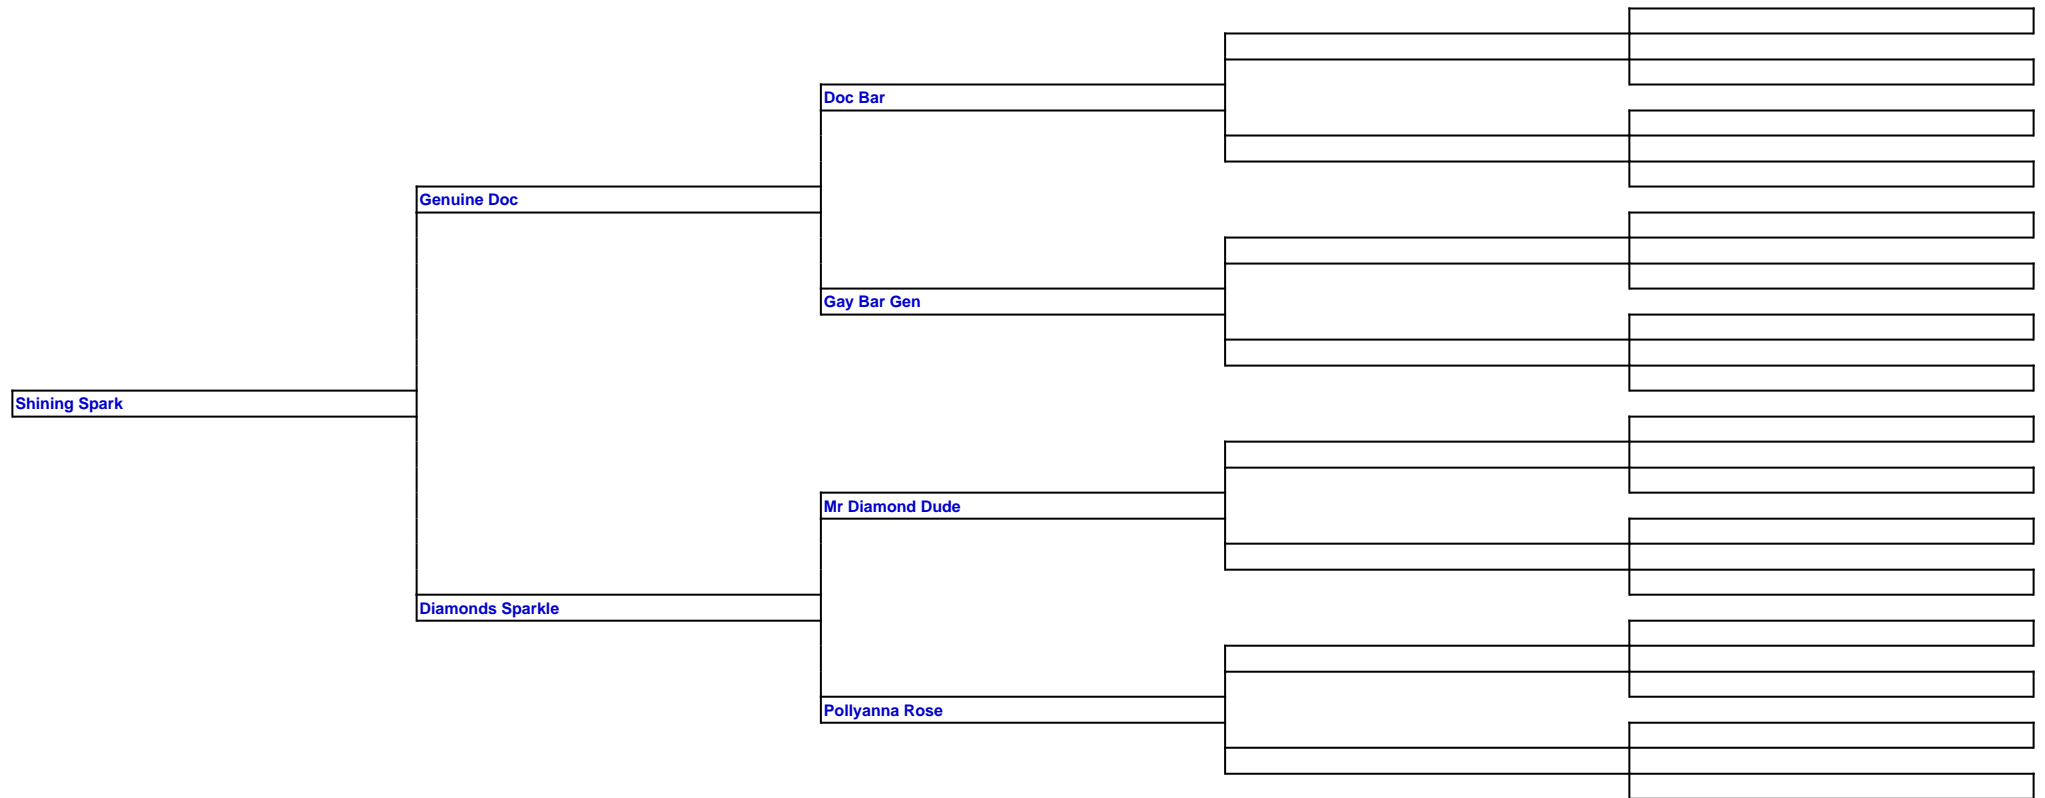 Doc Bar
Genuine Doc
Gay Bar Gen
Shining Spark
Mr Diamond Dude
Diamonds Sparkle
Pollyanna Rose